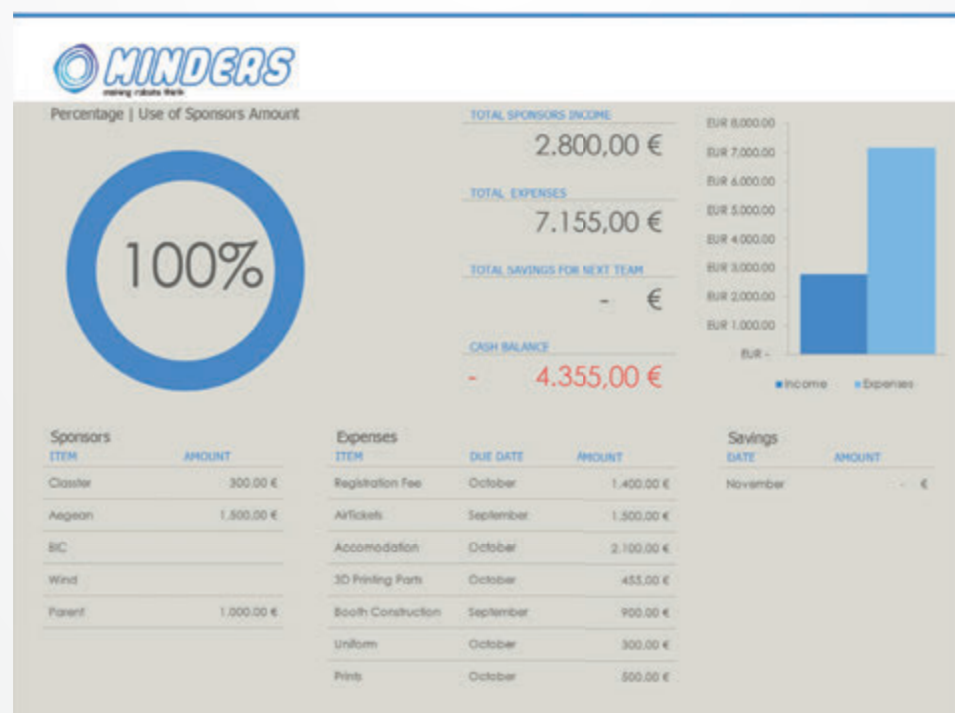 MINDERS
making robots think
Percentage | Use of Sponsors Amount
100%
TOTAL SPONSORS INCOME
2.800,00 €
TOTAL EXPENSES
7.155,00 €
TOTAL SAVINGS FOR NEXT TEAM
- €
CASH BALANCE
- 4.355,00 €
EUR 8,000.00
EUR 7,000.00
EUR 6,000.00
EUR 5,000.00
EUR 4,000.00
EUR 3,000.00
EUR 2,000.00
EUR 1,000.00
EUR -
Income Expenses
Sponsors
ITEM AMOUNT
Classter 300,00 €
Aegean 1.500,00 €
BIC
Wind
Parent 1.000,00 €
Expenses
ITEM DUE DATE AMOUNT
Registration Fee October 1.400,00 €
AirTickets September 1.500,00 €
Accomodation October 2.100,00 €
3D Printing Parts October 455,00 €
Booth Construction September 900,00 €
Uniform October 300,00 €
Prints October 500,00 €
Savings
DATE AMOUNT
November - €